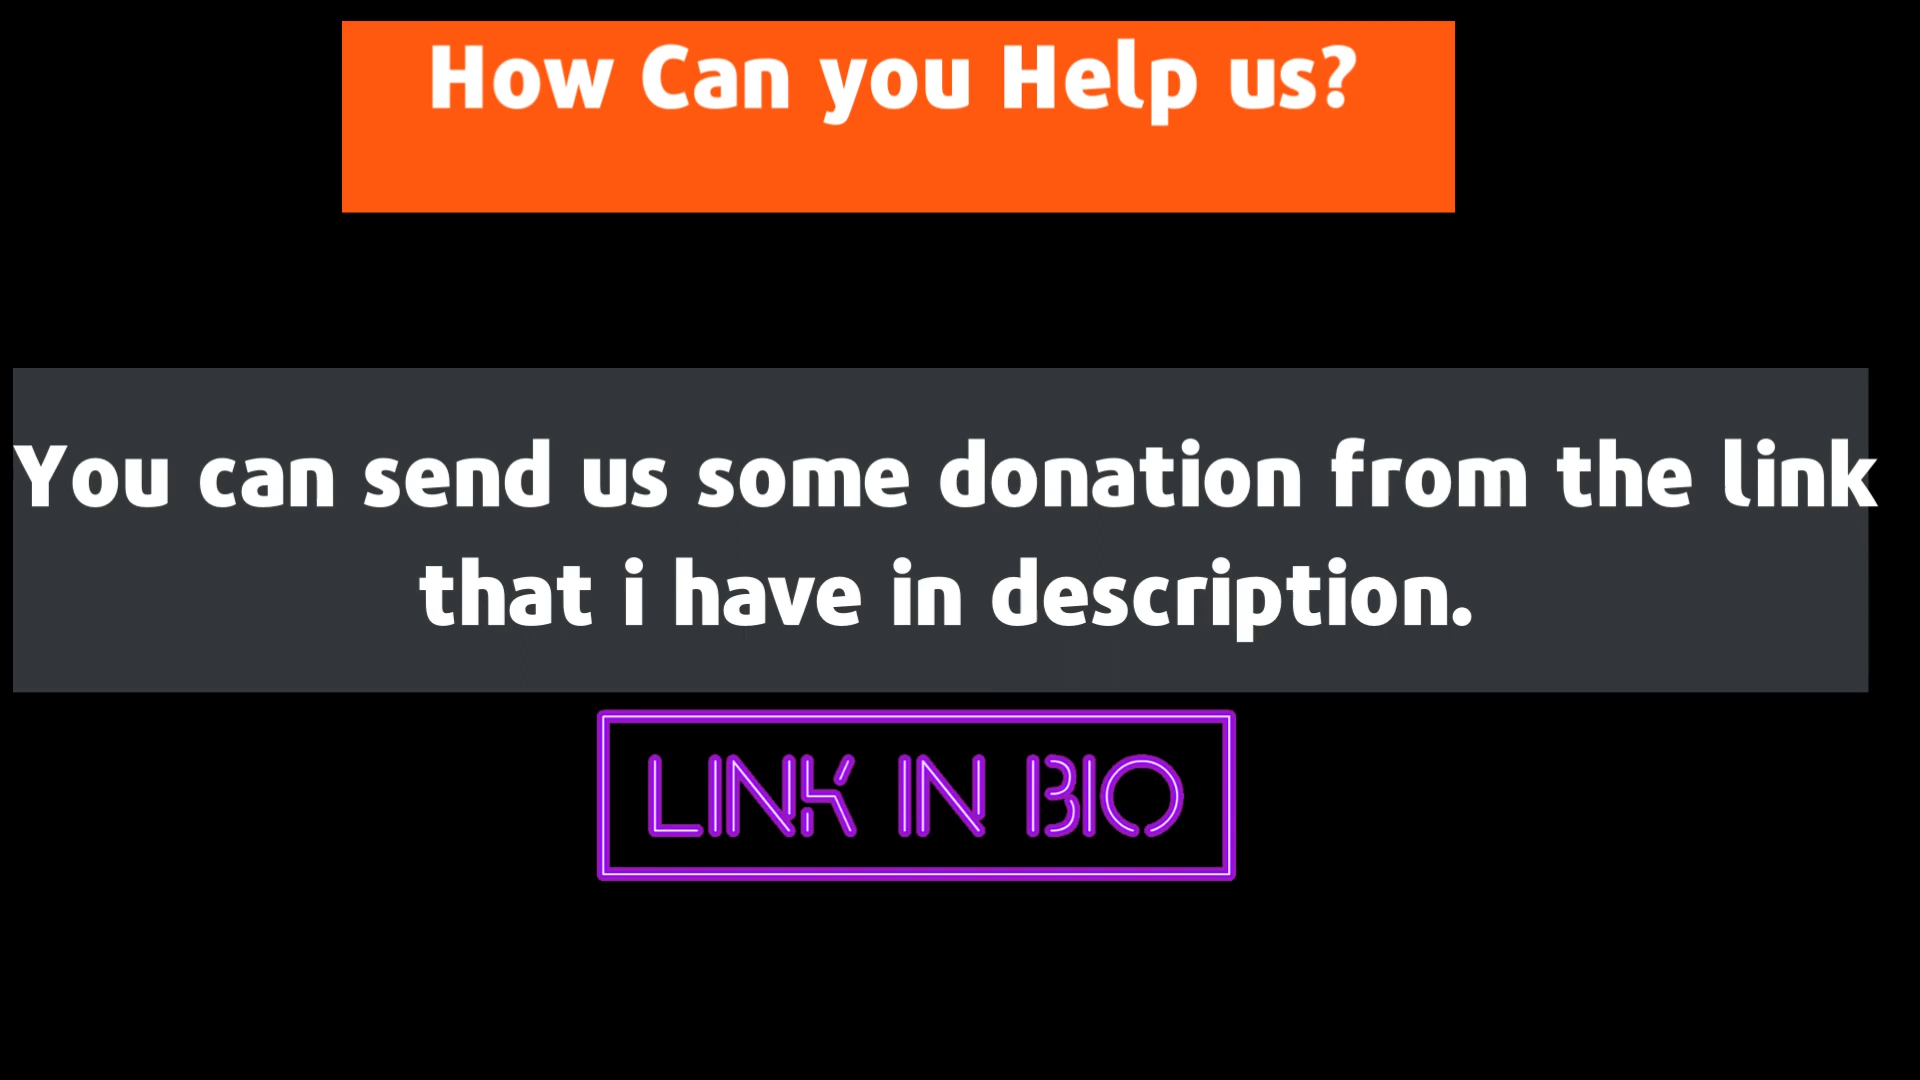 How Can you Help us?
You can send us some donation from the link
that i have in description.
LINK IN BIO